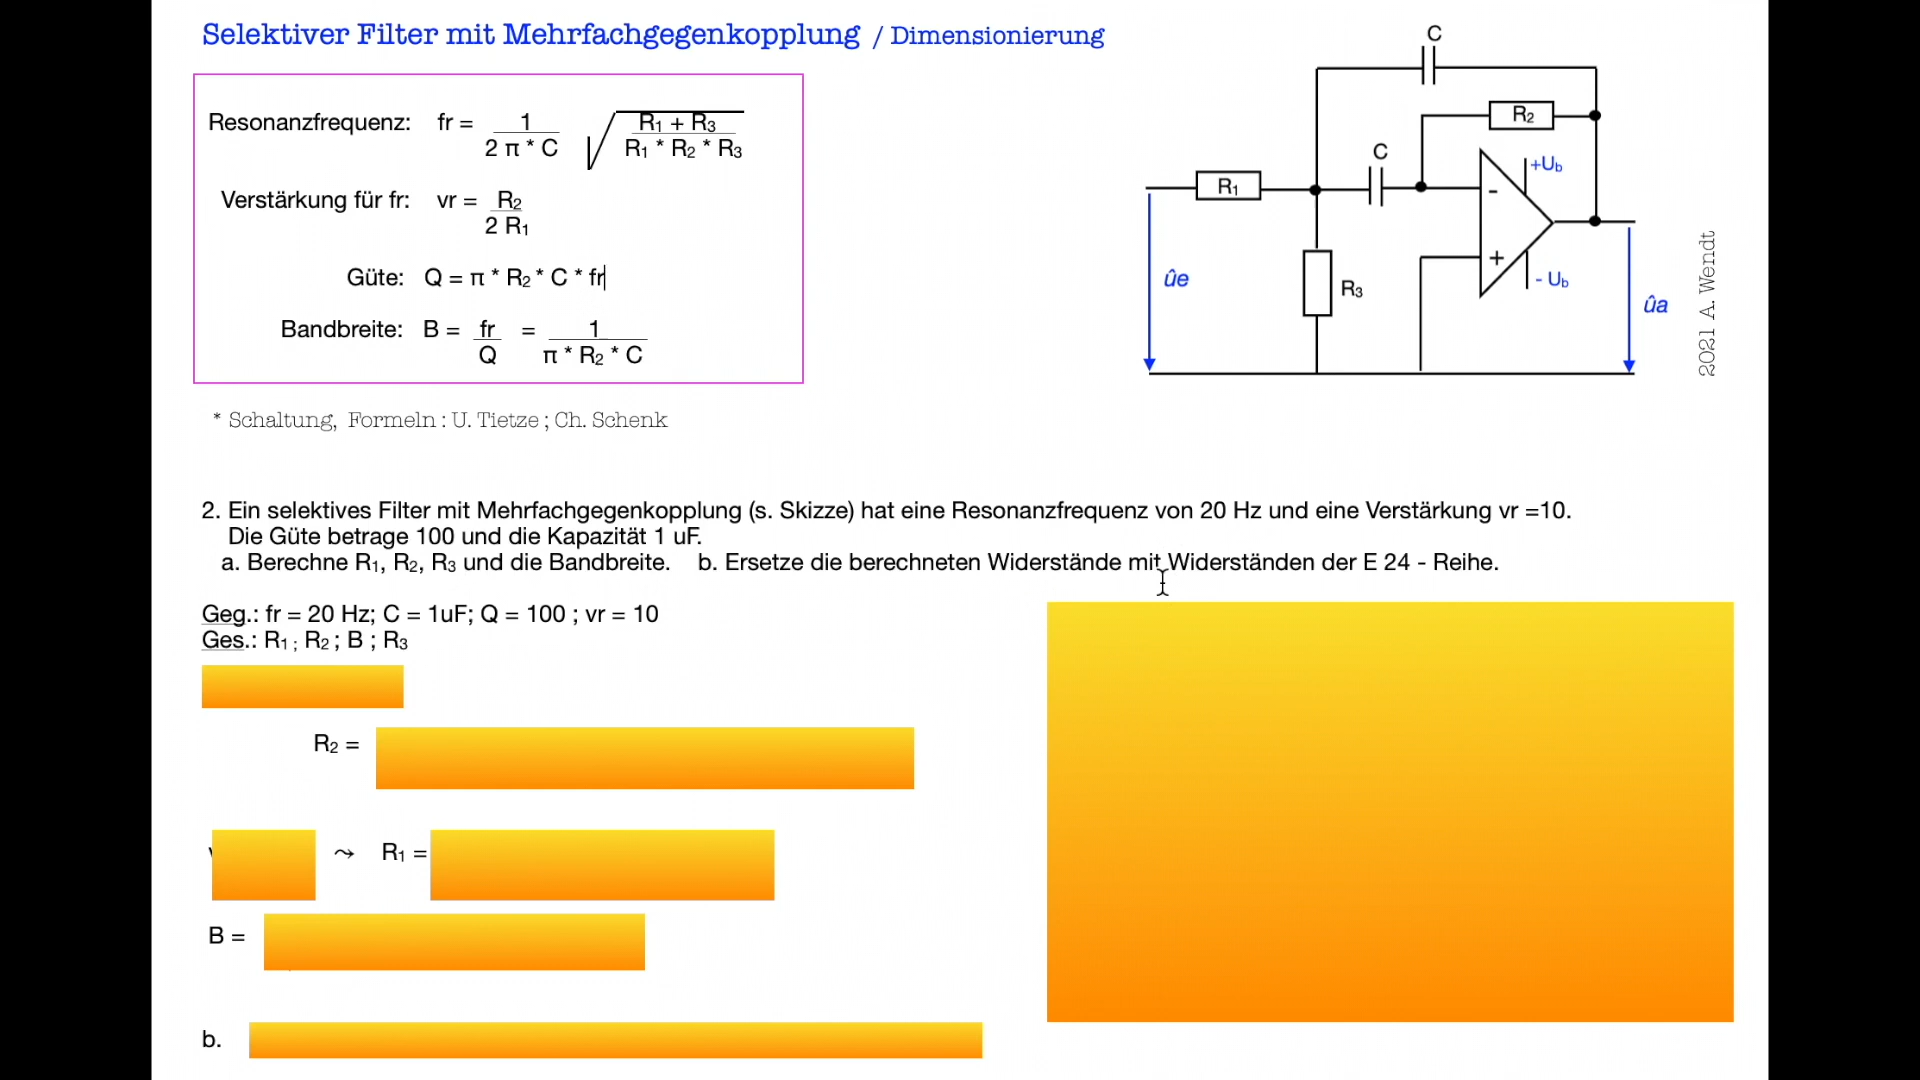 Selektiver Filter mit Mehrfachgegenkopplung / Dimensionierung
Resonanzfrequenz: fr = 1 / 2 π * C √ R1 + R3 / R1 * R2 * R3
Verstärkung für fr: vr = R2 / 2 R1
Güte: Q = π * R2 * C * fr
Bandbreite: B = fr / Q = 1 / π * R2 * C
* Schaltung, Formeln : U. Tietze ; Ch. Schenk
C
R2
C
+Ub
R1
-
+
- Ub
ûe
R3
ûa
2021 A. Wendt
2. Ein selektives Filter mit Mehrfachgegenkopplung (s. Skizze) hat eine Resonanzfrequenz von 20 Hz und eine Verstärkung vr =10.
Die Güte betrage 100 und die Kapazität 1 uF.
a. Berechne R1, R2, R3 und die Bandbreite. b. Ersetze die berechneten Widerstände mit Widerständen der E 24 - Reihe.
Geg.: fr = 20 Hz; C = 1uF; Q = 100 ; vr = 10
Ges.: R1 ; R2 ; B ; R3
R2 =
⤳ R1 =
B =
b.